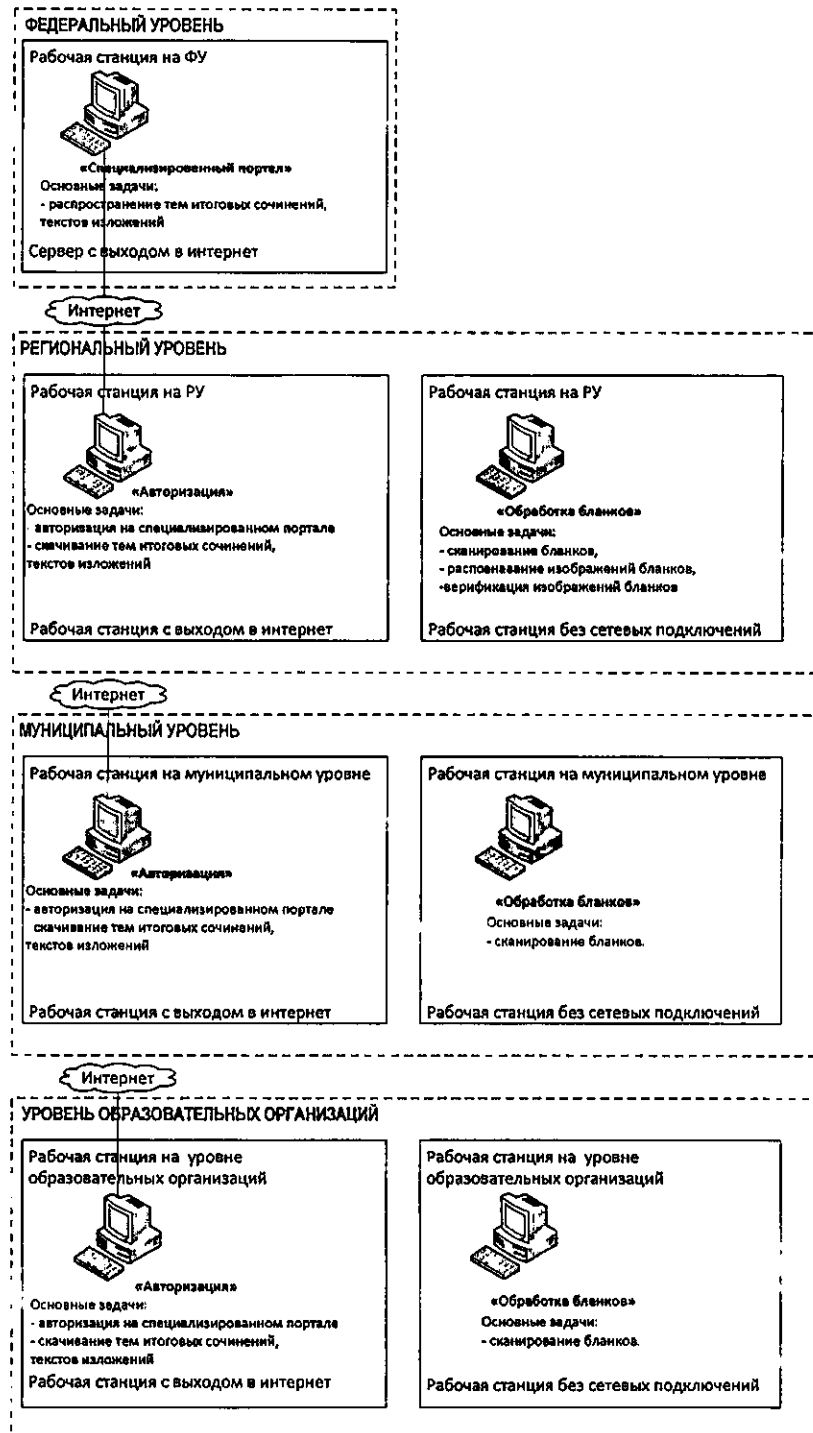 ФЕДЕРАЛЬНЫЙ УРОВЕНЬ
Рабочая станция на ФУ
«Специализированный портал»
Основные задачи:
- распространение тем итоговых сочинений,
текстов изложений
Сервер с выходом в интернет
Интернет
РЕГИОНАЛЬНЫЙ УРОВЕНЬ
Рабочая станция на РУ
«Авторизация»
Основные задачи:
- авторизация на специализированном портале
- скачивание тем итоговых сочинений,
текстов изложений
Рабочая станция с выходом в интернет
Рабочая станция на РУ
«Обработка бланков»
Основные задачи:
- сканирование бланков,
- распознавание изображений бланков,
-верификация изображений бланков
Рабочая станция без сетевых подключений
Интернет
МУНИЦИПАЛЬНЫЙ УРОВЕНЬ
Рабочая станция на муниципальном уровне
«Авторизация»
Основные задачи:
- авторизация на специализированном портале
скачивание тем итоговых сочинений,
текстов изложений
Рабочая станция с выходом в интернет
Рабочая станция на муниципальном уровне
«Обработка бланков»
Основные задачи:
- сканирование бланков.
Рабочая станция без сетевых подключений
Интернет
УРОВЕНЬ ОБРАЗОВАТЕЛЬНЫХ ОРГАНИЗАЦИЙ
Рабочая станция на уровне
образовательных организаций
«Авторизация»
Основные задачи:
- авторизация на специализированном портале
- скачивание тем итоговых сочинений,
текстов изложений
Рабочая станция с выходом в интернет
Рабочая станция на уровне
образовательных организаций
«Обработка бланков»
Основные задачи:
- сканирование бланков.
Рабочая станция без сетевых подключений